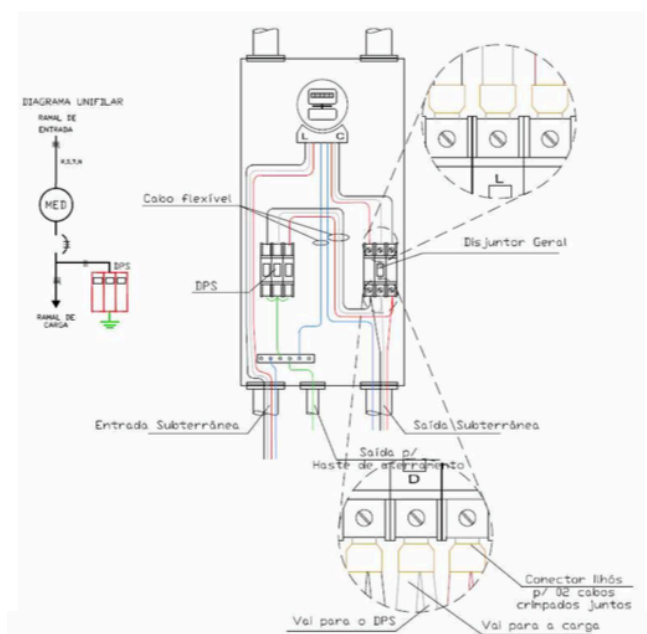 DIAGRAMA UNIFILAR
RAMAL DE
ENTRADA
R,S,T,N
MED
DPS
RAMAL DE
CARGA
L C
Cabo flexível
DPS
L
Disjuntor Geral
Entrada Subterrânea
Saída Subterrânea
Saída p/
Haste de aterramento
D
Conector Ilhós
p/ 02 cabos
crimpados juntos
Vai para o DPS
Vai para a carga